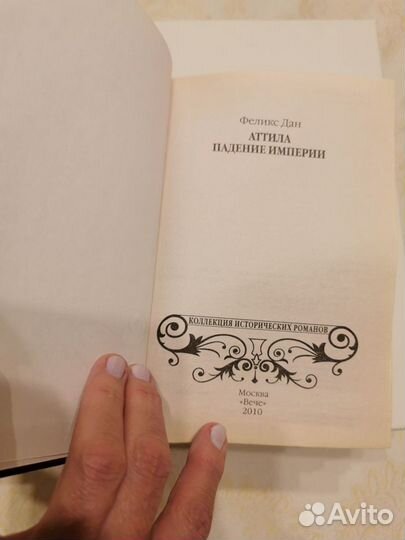 Феликс Дан
АТТИЛА
ПАДЕНИЕ ИМПЕРИИ
КОЛЛЕКЦИЯ ИСТОРИЧЕСКИХ РОМАНОВ
Москва
«Вече»
2010
Avito